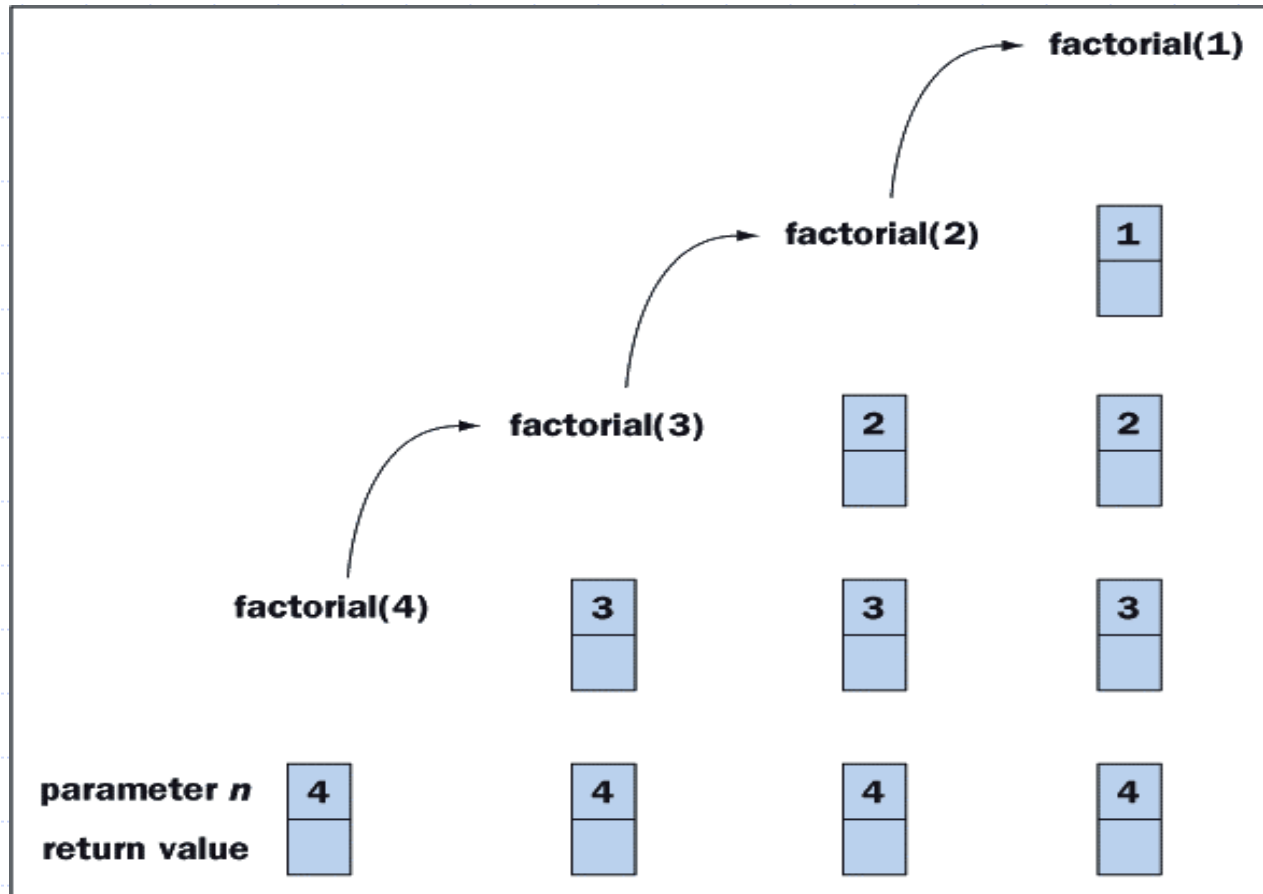 factorial(1)
factorial(2)
1
factorial(3)
2 2
factorial(4)
3 3 3
parameter n
4 4 4 4
return value